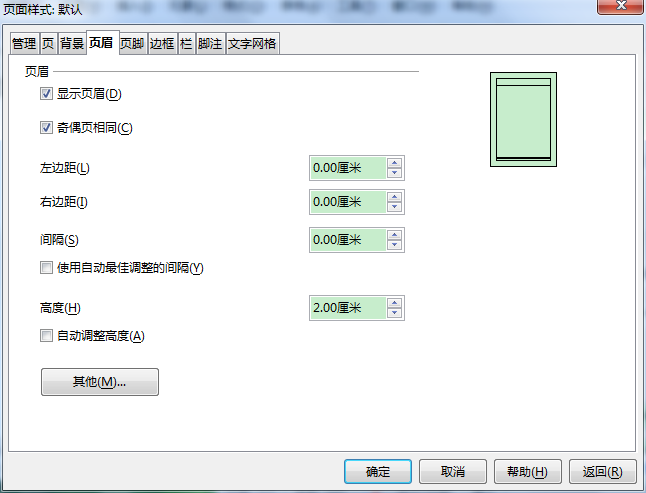 页面样式: 默认
管理 页 背景 页眉 页脚 边框 栏 脚注 文字网格
页眉
显示页眉(D)
奇偶页相同(C)
左边距(L) 0.00厘米
右边距(I) 0.00厘米
间隔(S) 0.00厘米
使用自动最佳调整的间隔(Y)
高度(H) 2.00厘米
自动调整高度(A)
其他(M)...
确定 取消 帮助(H) 返回(R)